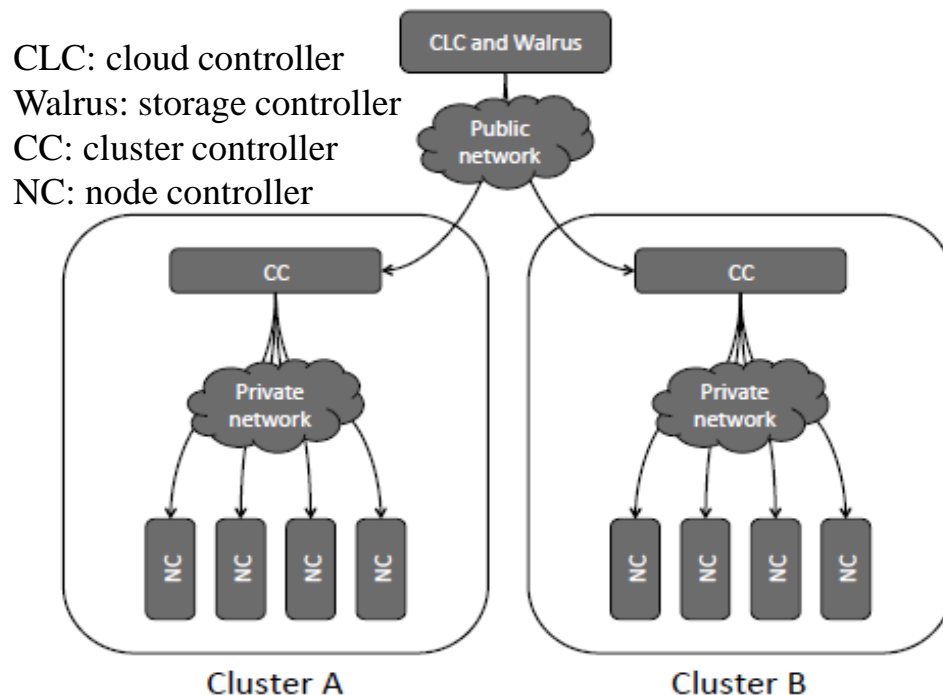 CLC and Walrus
CLC: cloud controller
Walrus: storage controller
CC: cluster controller
NC: node controller
Public
network
CC
Private
network
NC
NC
NC
NC
Cluster A
CC
Private
network
NC
NC
NC
NC
Cluster B